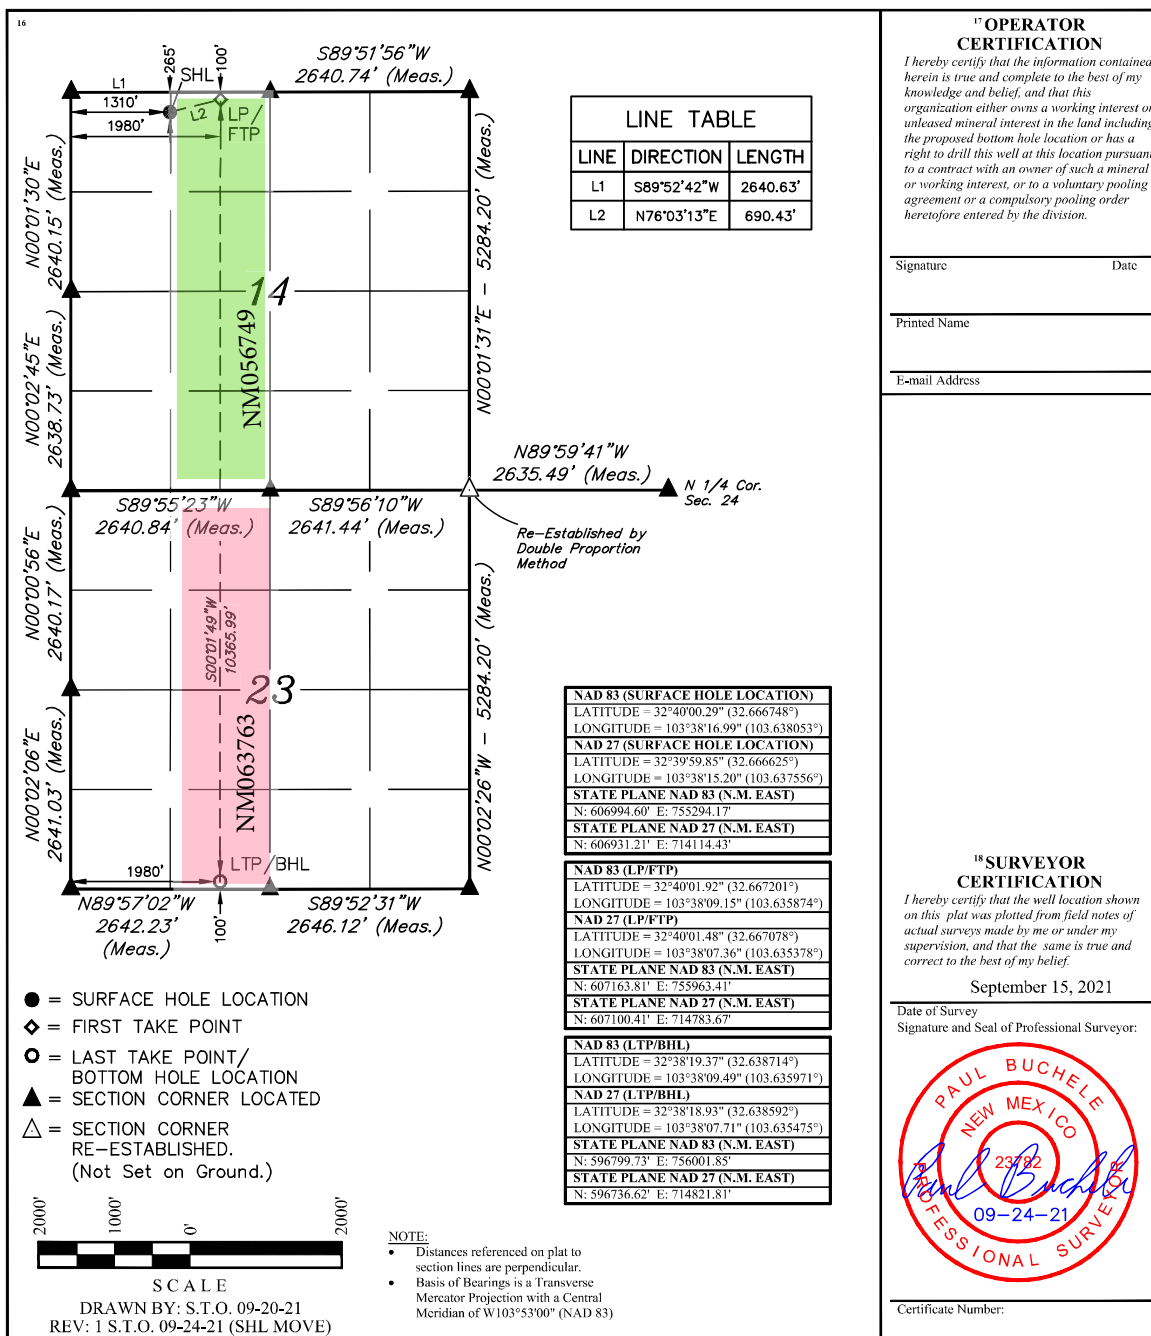 16
S89°51'56"W
2640.74' (Meas.)
265'
100'
SHL
L1
1310'
L2
LP/
FTP
1980'
N00°01'30"E
2640.15' (Meas.)
N00°02'45"E
2638.73' (Meas.)
14
NM056749
N00°01'31"E - 5284.20' (Meas.)
N89°59'41"W
2635.49' (Meas.)
N 1/4 Cor.
Sec. 24
S89°55'23"W
2640.84' (Meas.)
S89°56'10"W
2641.44' (Meas.)
Re-Established by
Double Proportion
Method
N00°00'56"E
2640.17' (Meas.)
N00°02'06"E
2641.03' (Meas.)
S00°01'49"W
10365.99'
23
NM063763
N00°02'26"W - 5284.20' (Meas.)
LTP/BHL
1980'
N89°57'02"W
2642.23'
(Meas.)
100'
S89°52'31"W
2646.12' (Meas.)
LINE TABLE
LINE DIRECTION LENGTH
L1 S89°52'42"W 2640.63'
L2 N76°03'13"E 690.43'
NAD 83 (SURFACE HOLE LOCATION)
LATITUDE = 32°40'00.29" (32.666748°)
LONGITUDE = 103°38'16.99" (103.638053°)
NAD 27 (SURFACE HOLE LOCATION)
LATITUDE = 32°39'59.85" (32.666625°)
LONGITUDE = 103°38'15.20" (103.637556°)
STATE PLANE NAD 83 (N.M. EAST)
N: 606994.60' E: 755294.17'
STATE PLANE NAD 27 (N.M. EAST)
N: 606931.21' E: 714114.43'
NAD 83 (LP/FTP)
LATITUDE = 32°40'01.92" (32.667201°)
LONGITUDE = 103°38'09.15" (103.635874°)
NAD 27 (LP/FTP)
LATITUDE = 32°40'01.48" (32.667078°)
LONGITUDE = 103°38'07.36" (103.635378°)
STATE PLANE NAD 83 (N.M. EAST)
N: 607163.81' E: 755963.41'
STATE PLANE NAD 27 (N.M. EAST)
N: 607100.41' E: 714783.67'
NAD 83 (LTP/BHL)
LATITUDE = 32°38'19.37" (32.638714°)
LONGITUDE = 103°38'09.49" (103.635971°)
NAD 27 (LTP/BHL)
LATITUDE = 32°38'18.93" (32.638592°)
LONGITUDE = 103°38'07.71" (103.635475°)
STATE PLANE NAD 83 (N.M. EAST)
N: 596799.73' E: 756001.85'
STATE PLANE NAD 27 (N.M. EAST)
N: 596736.62' E: 714821.81'
= SURFACE HOLE LOCATION
= FIRST TAKE POINT
= LAST TAKE POINT/
BOTTOM HOLE LOCATION
= SECTION CORNER LOCATED
= SECTION CORNER
RE-ESTABLISHED.
(Not Set on Ground.)
2000' 1000' 0' 2000'
SCALE
DRAWN BY: S.T.O. 09-20-21
REV: 1 S.T.O. 09-24-21 (SHL MOVE)
NOTE:
• Distances referenced on plat to
section lines are perpendicular.
• Basis of Bearings is a Transverse
Mercator Projection with a Central
Meridian of W103°53'00" (NAD 83)
17 OPERATOR
CERTIFICATION
I hereby certify that the information contained
herein is true and complete to the best of my
knowledge and belief, and that this
organization either owns a working interest or
unleased mineral interest in the land including
the proposed bottom hole location or has a
right to drill this well at this location pursuant
to a contract with an owner of such a mineral
or working interest, or to a voluntary pooling
agreement or a compulsory pooling order
heretofore entered by the division.
Signature Date
Printed Name
E-mail Address
18 SURVEYOR
CERTIFICATION
I hereby certify that the well location shown
on this plat was plotted from field notes of
actual surveys made by me or under my
supervision, and that the same is true and
correct to the best of my belief.
September 15, 2021
Date of Survey
Signature and Seal of Professional Surveyor:
PAUL BUCHELE
NEW MEXICO
23782
Paul Buchele
09-24-21
PROFESSIONAL SURVEYOR
Certificate Number: